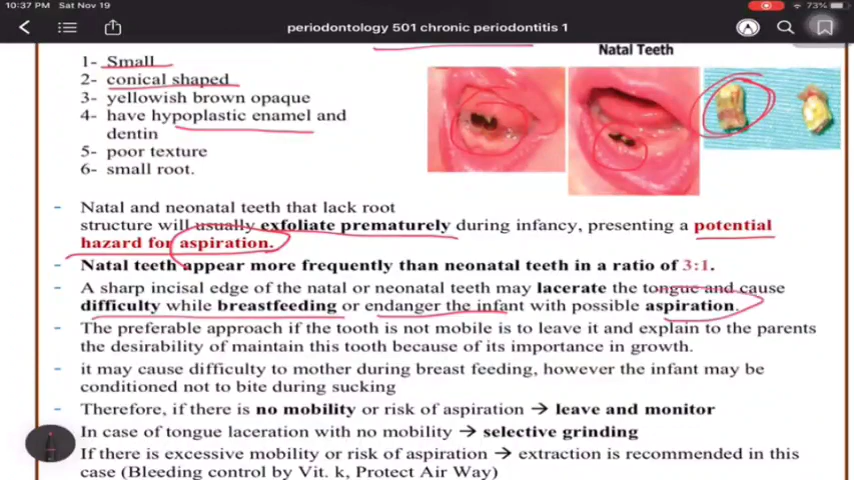 10:37 PM Sat Nov 19
73%
periodontology 501 chronic periodontitis 1
Natal Teeth
1- Small
2- conical shaped
3- yellowish brown opaque
4- have hypoplastic enamel and
dentin
5- poor texture
6- small root.
- Natal and neonatal teeth that lack root
structure will usually exfoliate prematurely during infancy, presenting a potential
hazard for aspiration.
- Natal teeth appear more frequently than neonatal teeth in a ratio of 3:1.
- A sharp incisal edge of the natal or neonatal teeth may lacerate the tongue and cause
difficulty while breastfeeding or endanger the infant with possible aspiration.
- The preferable approach if the tooth is not mobile is to leave it and explain to the parents
the desirability of maintain this tooth because of its importance in growth.
- it may cause difficulty to mother during breast feeding, however the infant may be
conditioned not to bite during sucking
- Therefore, if there is no mobility or risk of aspiration → leave and monitor
- In case of tongue laceration with no mobility → selective grinding
- If there is excessive mobility or risk of aspiration → extraction is recommended in this
case (Bleeding control by Vit. k, Protect Air Way)